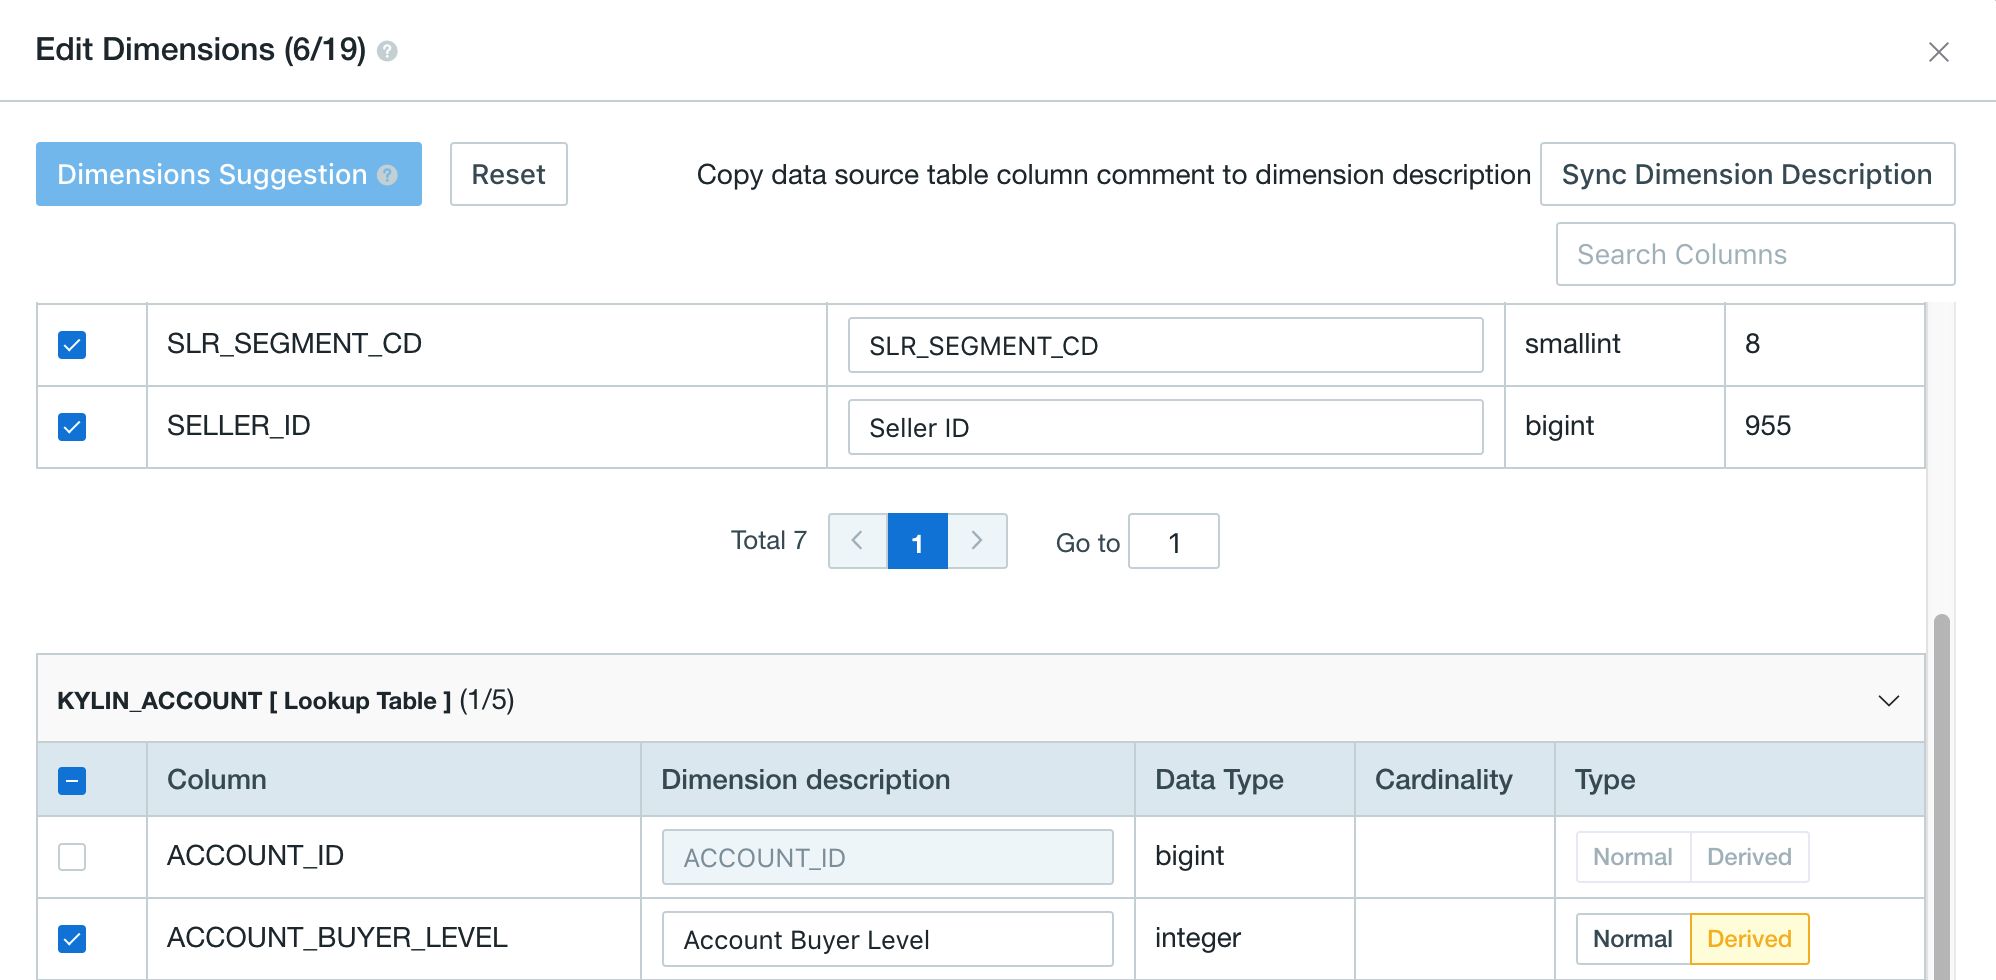 Edit Dimensions (6/19) ?
Dimensions Suggestion ? Reset Copy data source table column comment to dimension description Sync Dimension Description
Search Columns
SLR_SEGMENT_CD SLR_SEGMENT_CD smallint 8
SELLER_ID Seller ID bigint 955
Total 7 1 Go to 1
KYLIN_ACCOUNT [ Lookup Table ] (1/5)
Column Dimension description Data Type Cardinality Type
ACCOUNT_ID ACCOUNT_ID bigint Normal Derived
ACCOUNT_BUYER_LEVEL Account Buyer Level integer Normal Derived